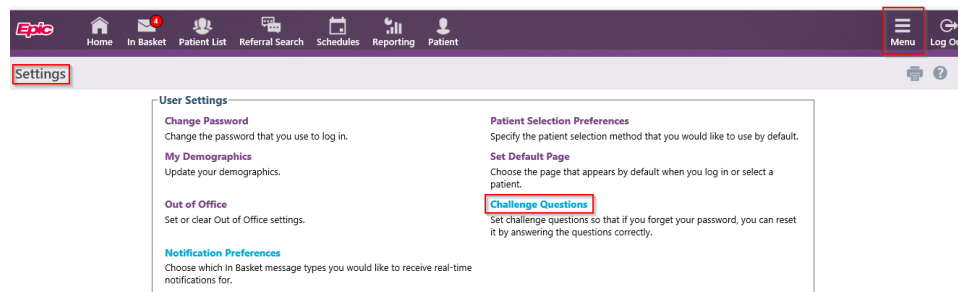 Epic
4
Home In Basket Patient List Referral Search Schedules Reporting Patient Menu Log Ou
Settings
User Settings
Change Password
Change the password that you use to log in.
My Demographics
Update your demographics.
Out of Office
Set or clear Out of Office settings.
Notification Preferences
Choose which In Basket message types you would like to receive real-time
notifications for.
Patient Selection Preferences
Specify the patient selection method that you would like to use by default.
Set Default Page
Choose the page that appears by default when you log in or select a
patient.
Challenge Questions
Set challenge questions so that if you forget your password, you can reset
it by answering the questions correctly.